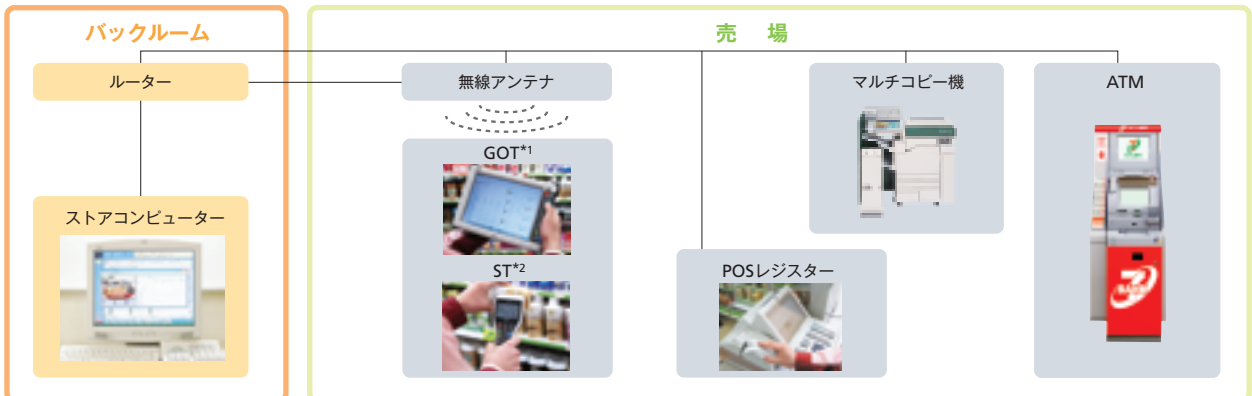 バックルーム
売 場
ルーター
無線アンテナ
マルチコピー機
ATM
GOT*1
ストアコンピューター
ST*2
POSレジスター